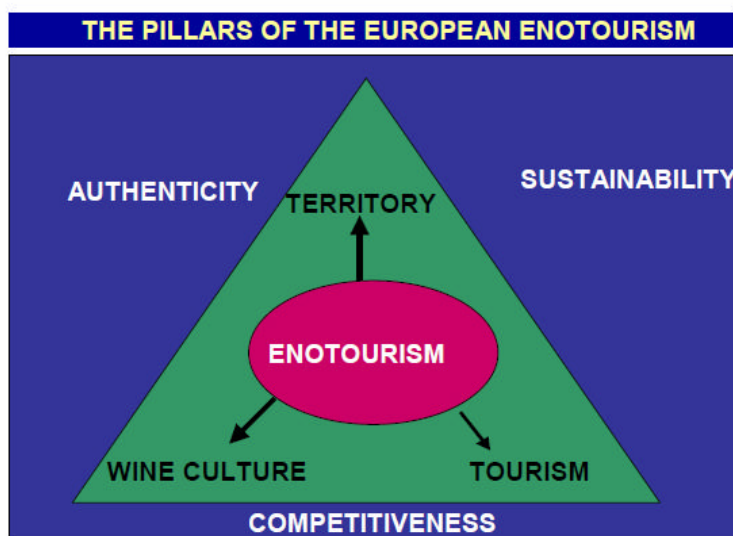 THE PILLARS OF THE EUROPEAN ENOTOURISM
AUTHENTICITY
SUSTAINABILITY
TERRITORY
ENOTOURISM
WINE CULTURE
TOURISM
COMPETITIVENESS